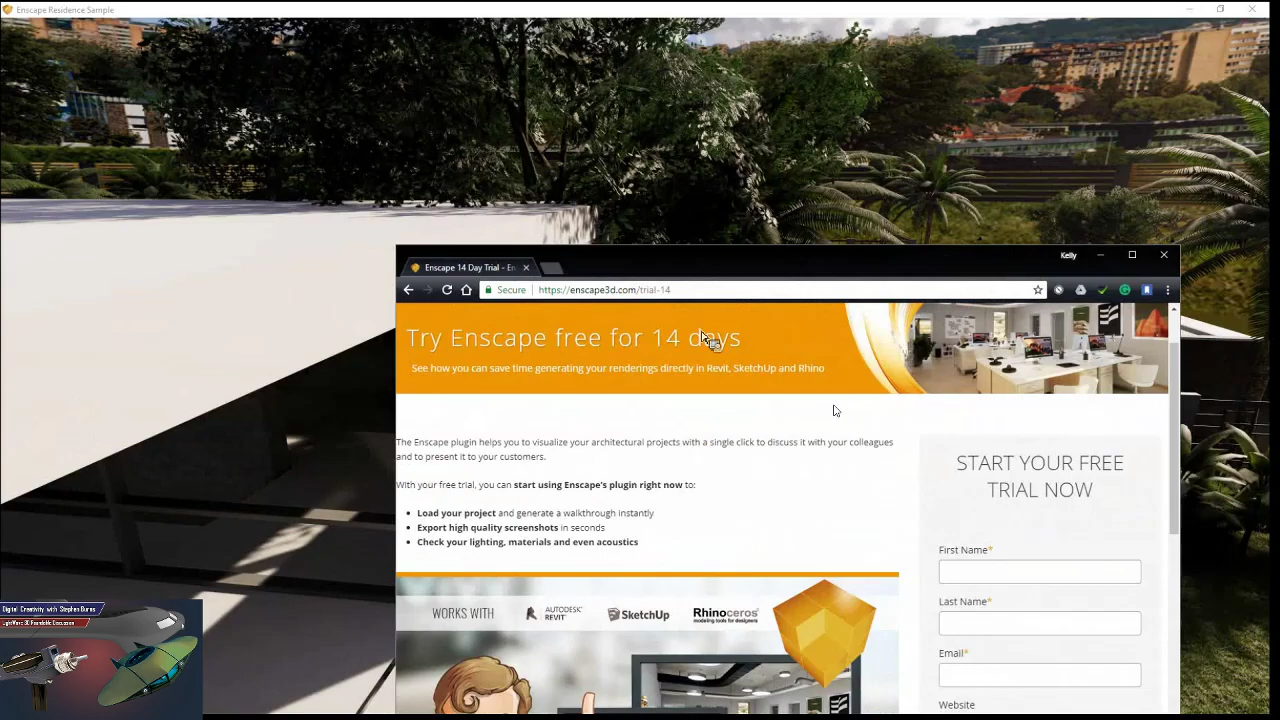 Enscape Residence Sample
Kelly
Enscape 14 Day Trial - En
Secure
https://enscape3d.com/trial-14
Try Enscape free for 14 days
See how you can save time generating your renderings directly in Revit, SketchUp and Rhino
The Enscape plugin helps you to visualize your architectural projects with a single click to discuss it with your colleagues
and to present it to your customers.
With your free trial, you can start using Enscape's plugin right now to:
Load your project and generate a walkthrough instantly
Export high quality screenshots in seconds
Check your lighting, materials and even acoustics
WORKS WITH
AUTODESK®
REVIT®
SketchUp
Rhinoceros
modeling tools for designers
START YOUR FREE
TRIAL NOW
First Name*
Last Name*
Email*
Website
Digital Creativity with Stephen Burns
LightWave 3D Roundtable Discussion